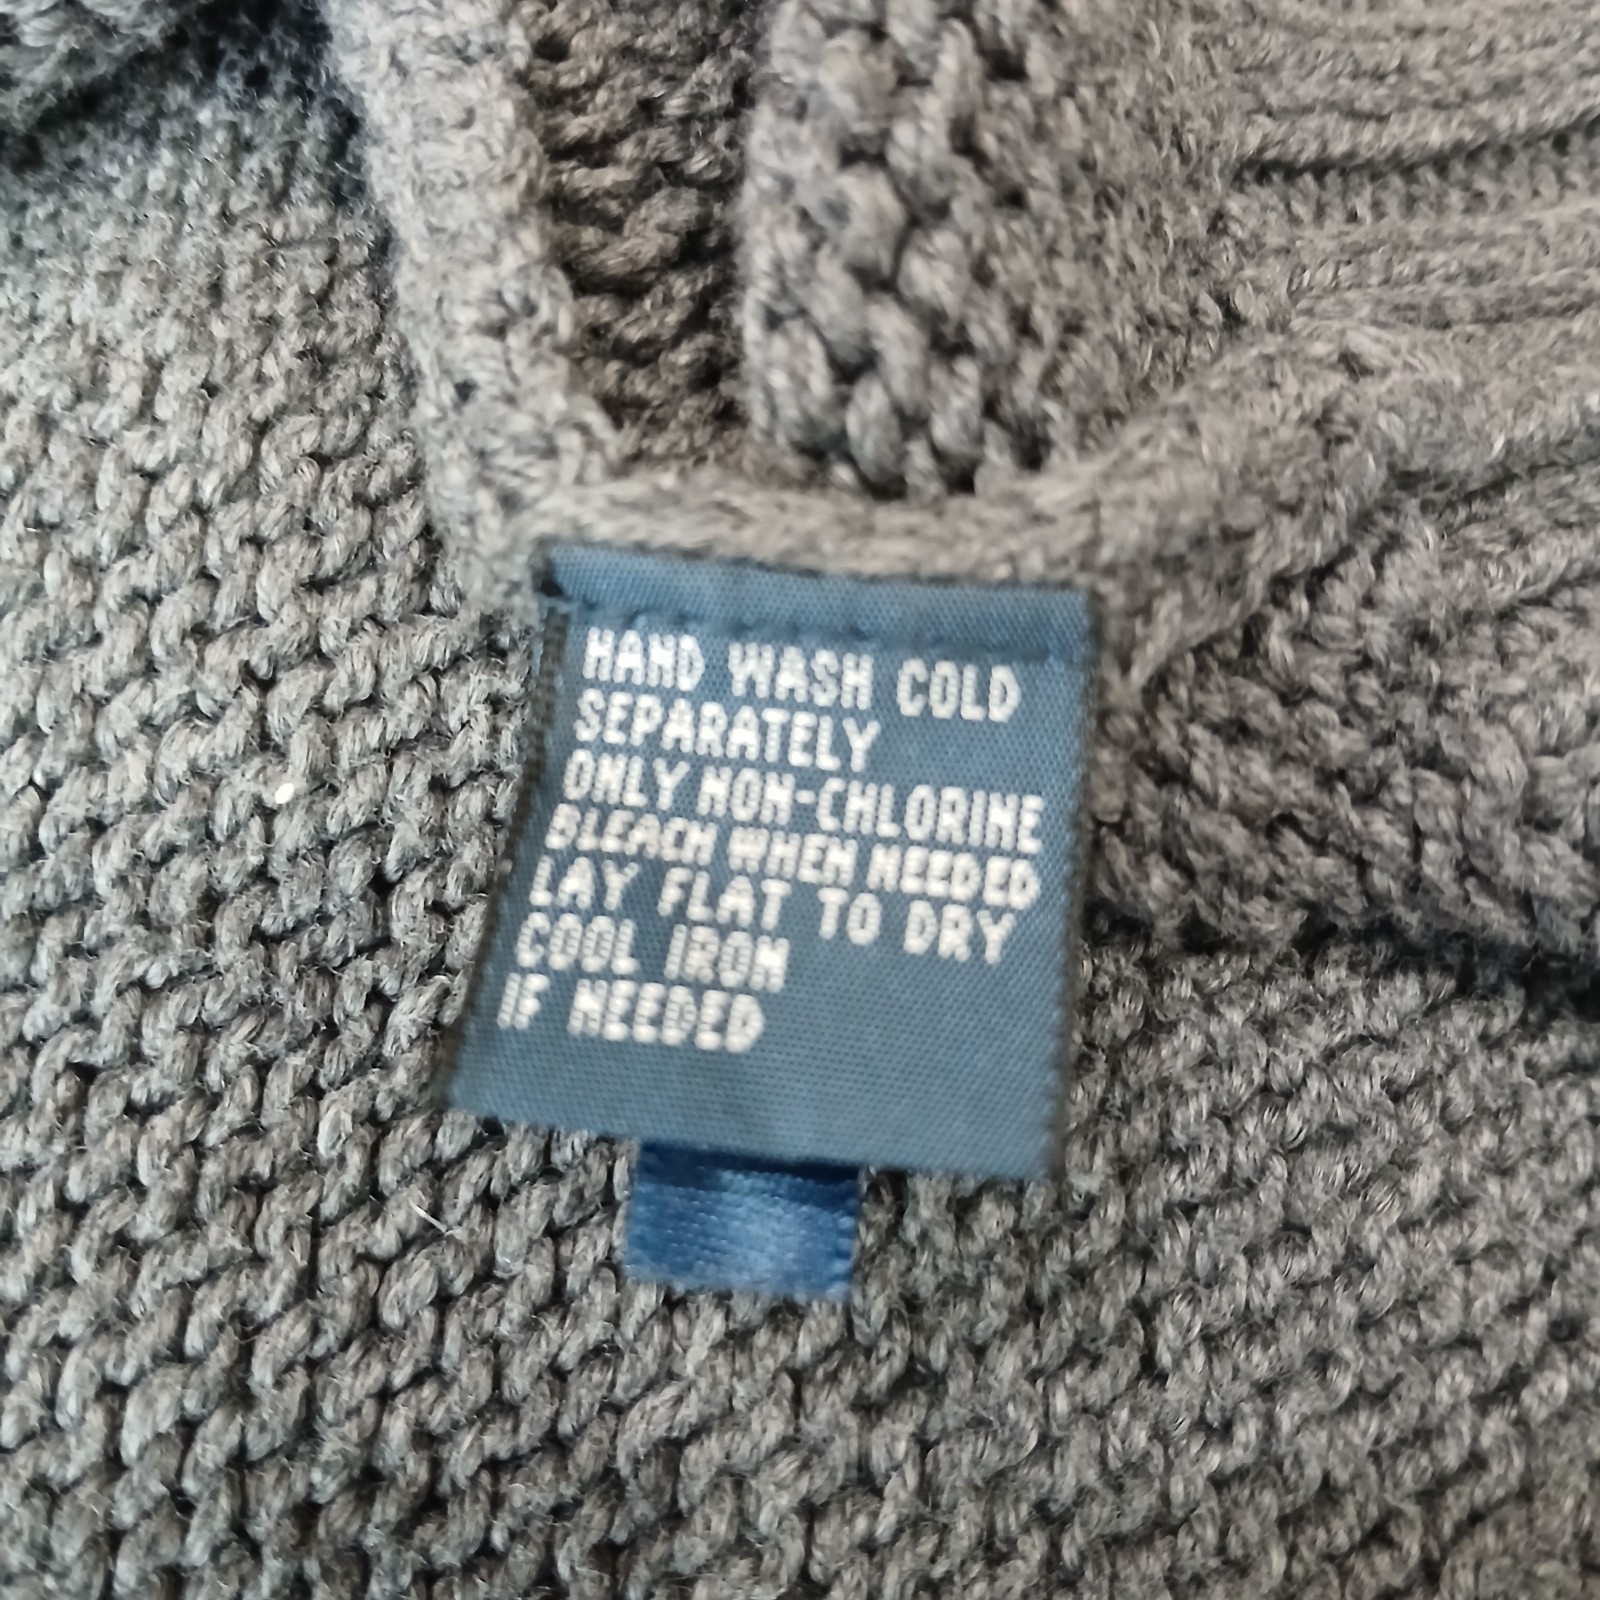 HAND WASH COLD
SEPARATELY
ONLY NON-CHLORINE
BLEACH WHEN NEEDED
LAY FLAT TO DRY
COOL IRON
IF NEEDED